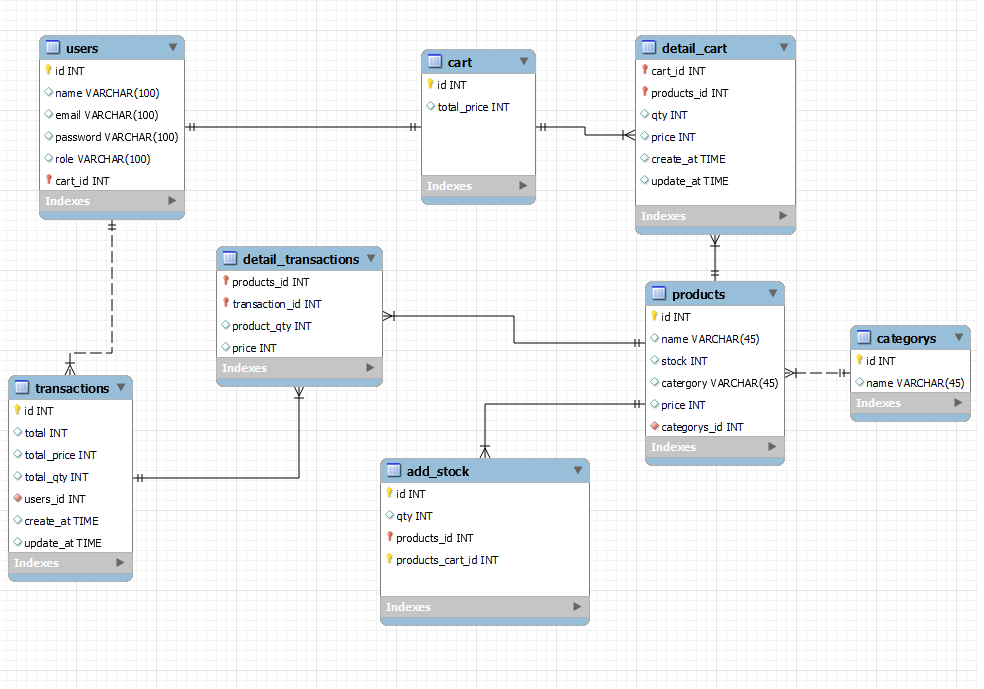 users
id INT
name VARCHAR(100)
email VARCHAR(100)
password VARCHAR(100)
role VARCHAR(100)
cart_id INT
Indexes
cart
id INT
total_price INT
Indexes
detail_cart
cart_id INT
products_id INT
qty INT
price INT
create_at TIME
update_at TIME
Indexes
detail_transactions
products_id INT
transaction_id INT
product_qty INT
price INT
Indexes
products
id INT
name VARCHAR(45)
stock INT
catergory VARCHAR(45)
price INT
categorys_id INT
Indexes
categorys
id INT
name VARCHAR(45)
Indexes
transactions
id INT
total INT
total_price INT
total_qty INT
users_id INT
create_at TIME
update_at TIME
Indexes
add_stock
id INT
qty INT
products_id INT
products_cart_id INT
Indexes